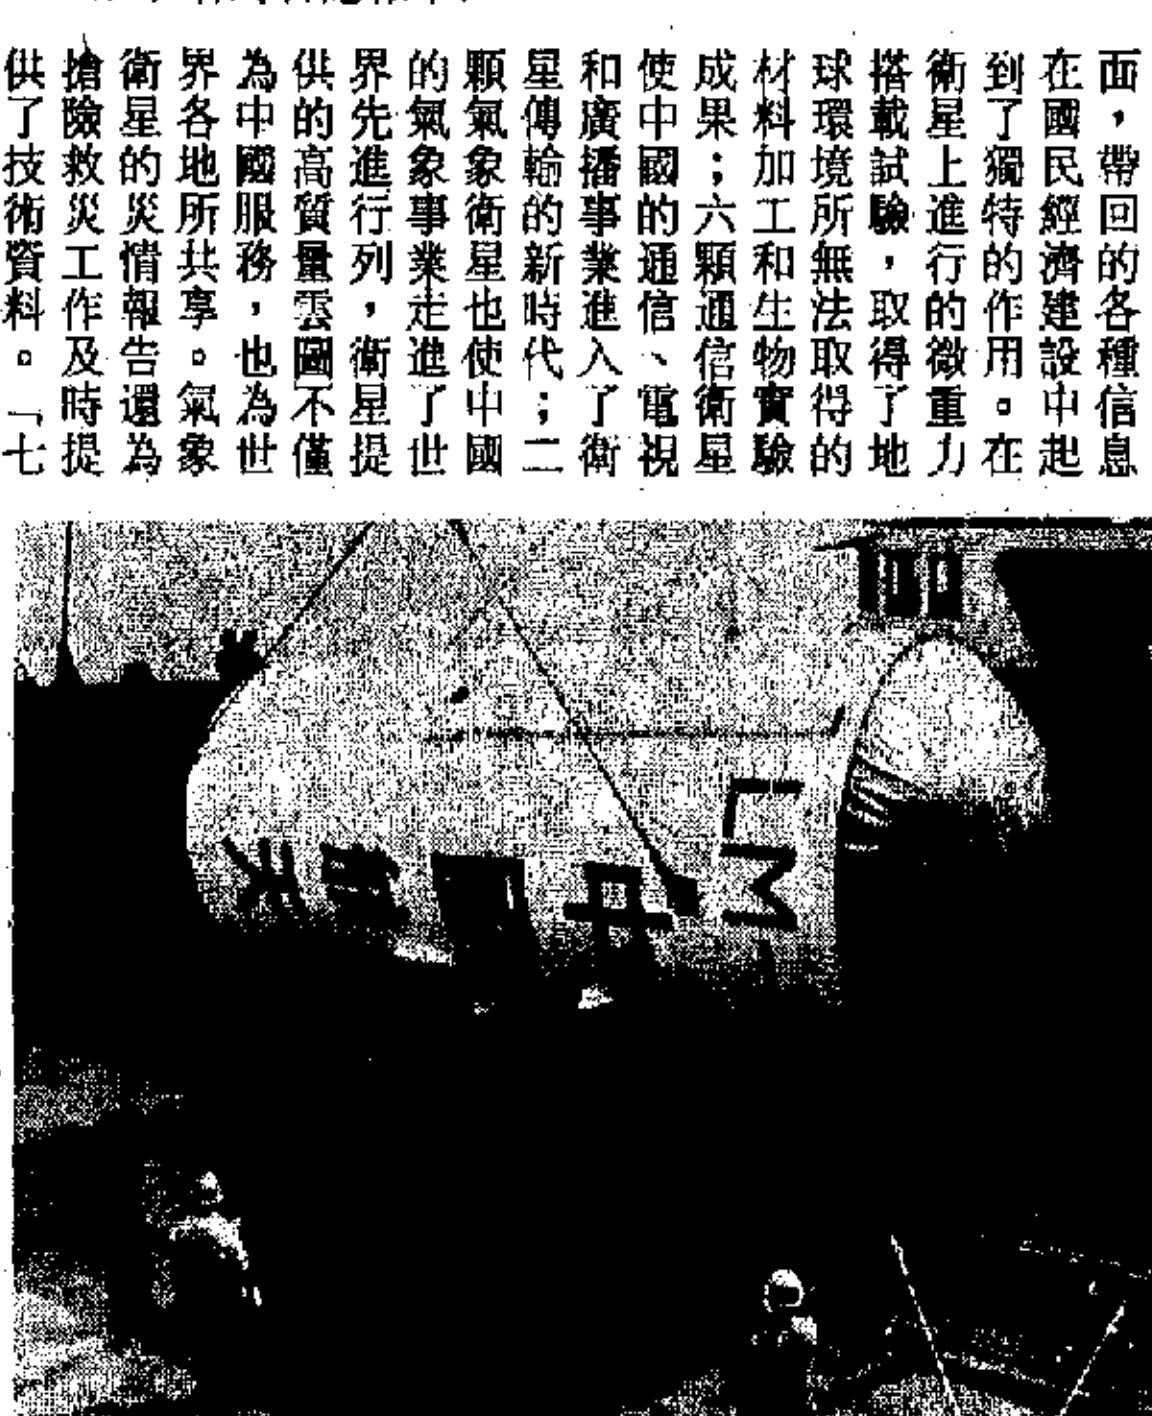 面，帶回的各種信息
在國民經濟建設中起
到了獨特的作用。在
衛星上進行的微重力
搭載試驗，取得了地
球環境所無法取得的
材料加工和生物實驗
成果；六顆通信衛星
使中國的通信、電視
和廣播事業進入了衛
星傳輸的新時代；二
顆氣象衛星也使中國
的氣象事業走進了世
界先進行列，衛星提
供的高質量雲圖不僅
為中國服務，也為世
界各地所共享。氣象
衛星的災情報告還為
搶險救災工作及時提
供了技術資料。「七
LM